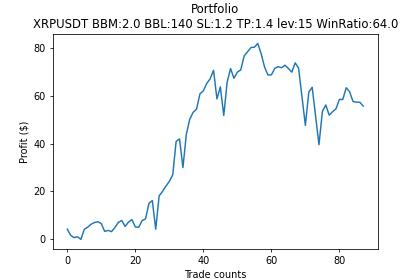 Portfolio
XRPUSDT BBM:2.0 BBL:140 SL:1.2 TP:1.4 lev:15 WinRatio:64.0
80
60
40
20
0
Profit ($)
0 20 40 60 80
Trade counts